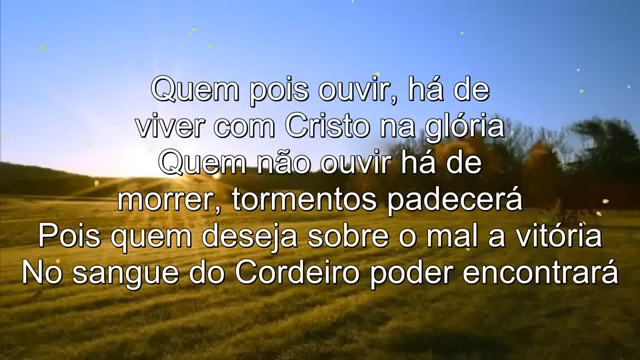 Quem pois ouvir, há de
viver com Cristo na glória
Quem não ouvir há de
morrer, tormentos padecerá
Pois quem deseja sobre o mal a vitória
No sangue do Cordeiro poder encontrará